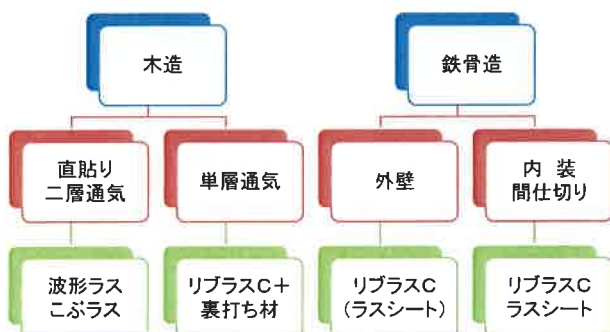 木造
鉄骨造
直貼り
二層通気
単層通気
外壁
内 装
間仕切り
波形ラス
こぶラス
リブラスC+
裏打ち材
リブラスC
(ラスシート)
リブラスC
ラスシート